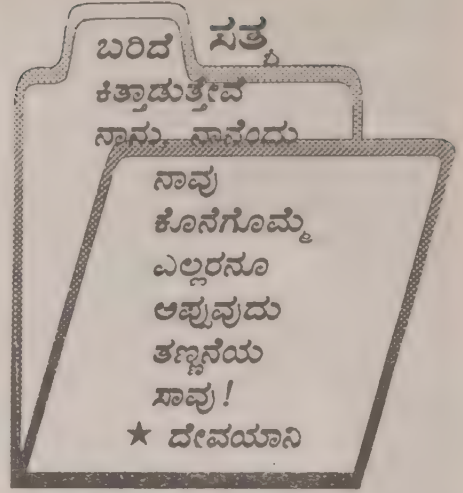 ಸತ್ಯ
ಬರಿದೆ
ಕಿತ್ತಾಡುತ್ತೇವೆ
ನಾನು ನಾನೆಂದು
ನಾವು
ಕೊನೆಗೊಮ್ಮೆ
ಎಲ್ಲರನೂ
ಅಪ್ಪುವುದು
ತಣ್ಣನೆಯ
ಸಾವು !
★ ದೇವಯಾನಿ